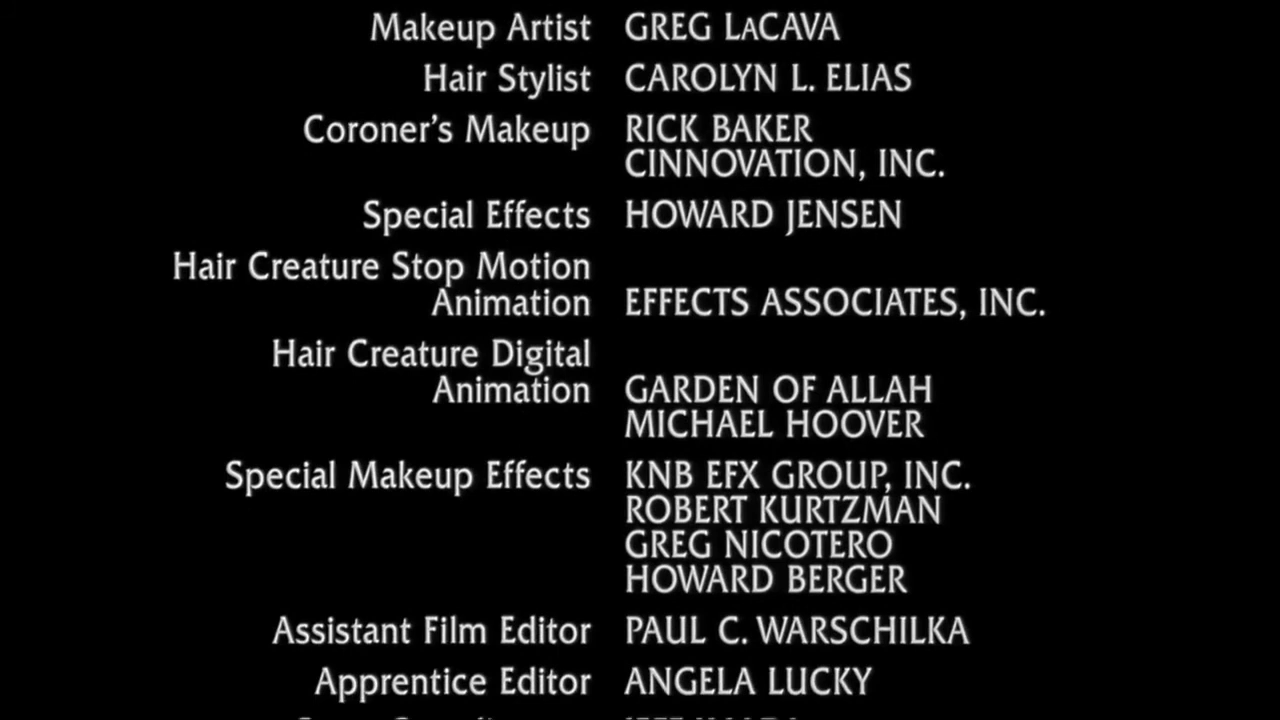 Makeup Artist GREG LaCAVA
Hair Stylist CAROLYN L. ELIAS
Coroner's Makeup RICK BAKER
CINNOVATION, INC.
Special Effects HOWARD JENSEN
Hair Creature Stop Motion
Animation EFFECTS ASSOCIATES, INC.
Hair Creature Digital
Animation GARDEN OF ALLAH
MICHAEL HOOVER
Special Makeup Effects KNB EFX GROUP, INC.
ROBERT KURTZMAN
GREG NICOTERO
HOWARD BERGER
Assistant Film Editor PAUL C. WARSCHILKA
Apprentice Editor ANGELA LUCKY